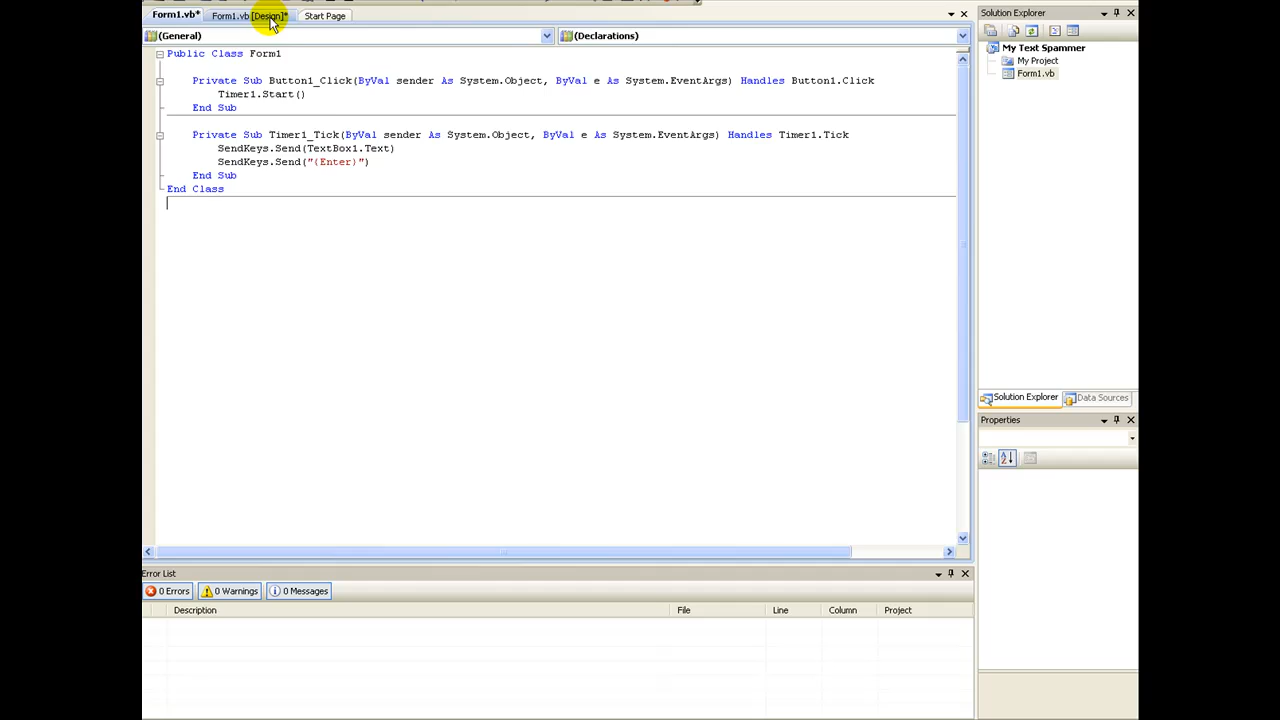 Form1.vb* Form1.vb [Design]* Start Page
(General) (Declarations)
Public Class Form1
Private Sub Button1_Click(ByVal sender As System.Object, ByVal e As System.EventArgs) Handles Button1.Click
Timer1.Start()
End Sub
Private Sub Timer1_Tick(ByVal sender As System.Object, ByVal e As System.EventArgs) Handles Timer1.Tick
SendKeys.Send(TextBox1.Text)
SendKeys.Send("(Enter)")
End Sub
End Class
Error List
0 Errors 0 Warnings 0 Messages
Description File Line Column Project
Solution Explorer
My Text Spammer
My Project
Form1.vb
Solution Explorer Data Sources
Properties